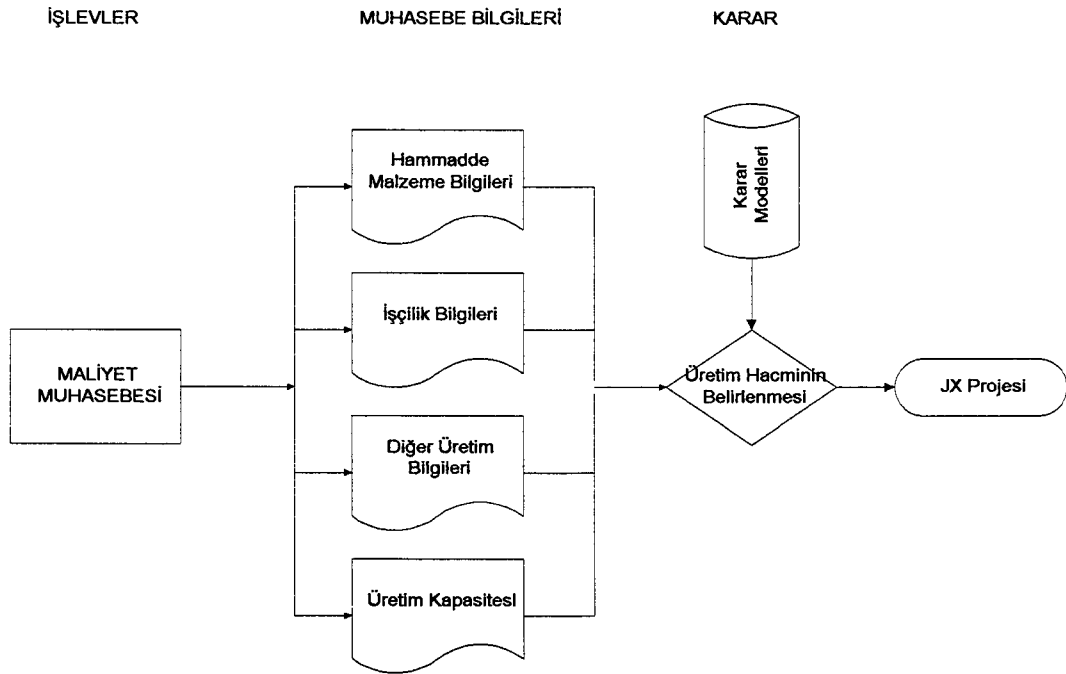 İŞLEVLER
MUHASEBE BİLGİLERİ
KARAR
Hammadde
Malzeme Bilgileri
Karar
Modelleri
İşçilik Bilgileri
MALİYET
MUHASEBESİ
Üretim Hacminin
Belirlenmesi
JX Projesi
Diğer Üretim
Bilgileri
Üretim Kapasitesi